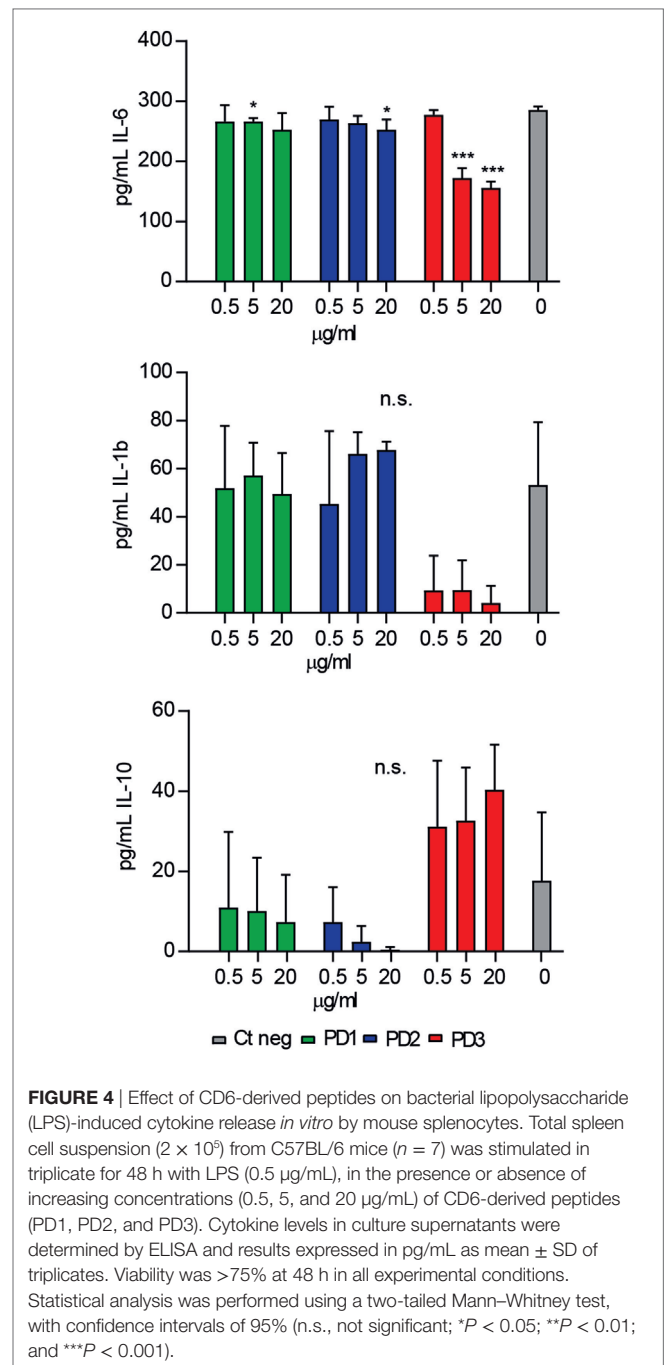 400
300
200
100
0
pg/mL IL-6
* * *** ***
0.5 5 20 0.5 5 20 0.5 5 20 0
µg/ml
100
80
60
40
20
0
pg/mL IL-1b
n.s.
0.5 5 20 0.5 5 20 0.5 5 20 0
µg/ml
60
40
20
0
pg/mL IL-10
n.s.
0.5 5 20 0.5 5 20 0.5 5 20 0
µg/ml
Ct neg PD1 PD2 PD3
FIGURE 4 | Effect of CD6-derived peptides on bacterial lipopolysaccharide
(LPS)-induced cytokine release in vitro by mouse splenocytes. Total spleen
cell suspension (2 × 10⁵) from C57BL/6 mice (n = 7) was stimulated in
triplicate for 48 h with LPS (0.5 µg/mL), in the presence or absence of
increasing concentrations (0.5, 5, and 20 µg/mL) of CD6-derived peptides
(PD1, PD2, and PD3). Cytokine levels in culture supernatants were
determined by ELISA and results expressed in pg/mL as mean ± SD of
triplicates. Viability was >75% at 48 h in all experimental conditions.
Statistical analysis was performed using a two-tailed Mann–Whitney test,
with confidence intervals of 95% (n.s., not significant; *P < 0.05; **P < 0.01;
and ***P < 0.001).